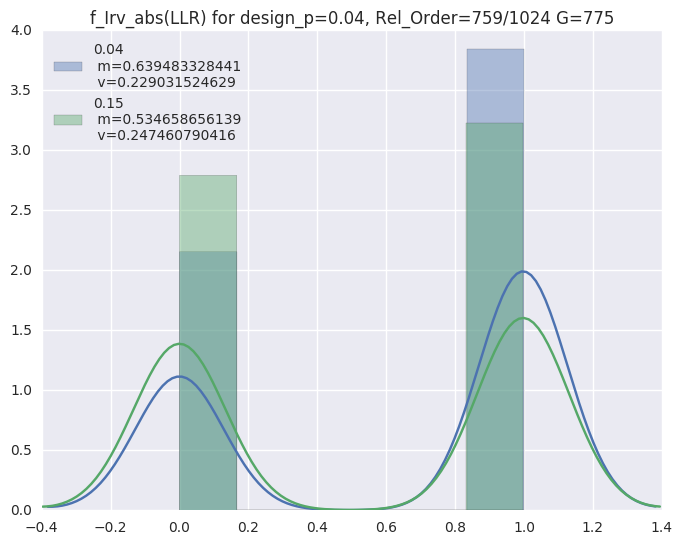 f_Irv_abs(LLR) for design_p=0.04, Rel_Order=759/1024 G=775
4.0
3.5
3.0
2.5
2.0
1.5
1.0
0.5
0.0
0.04
m=0.639483328441
v=0.229031524629
0.15
m=0.534658656139
v=0.247460790416
−0.4 −0.2 0.0 0.2 0.4 0.6 0.8 1.0 1.2 1.4